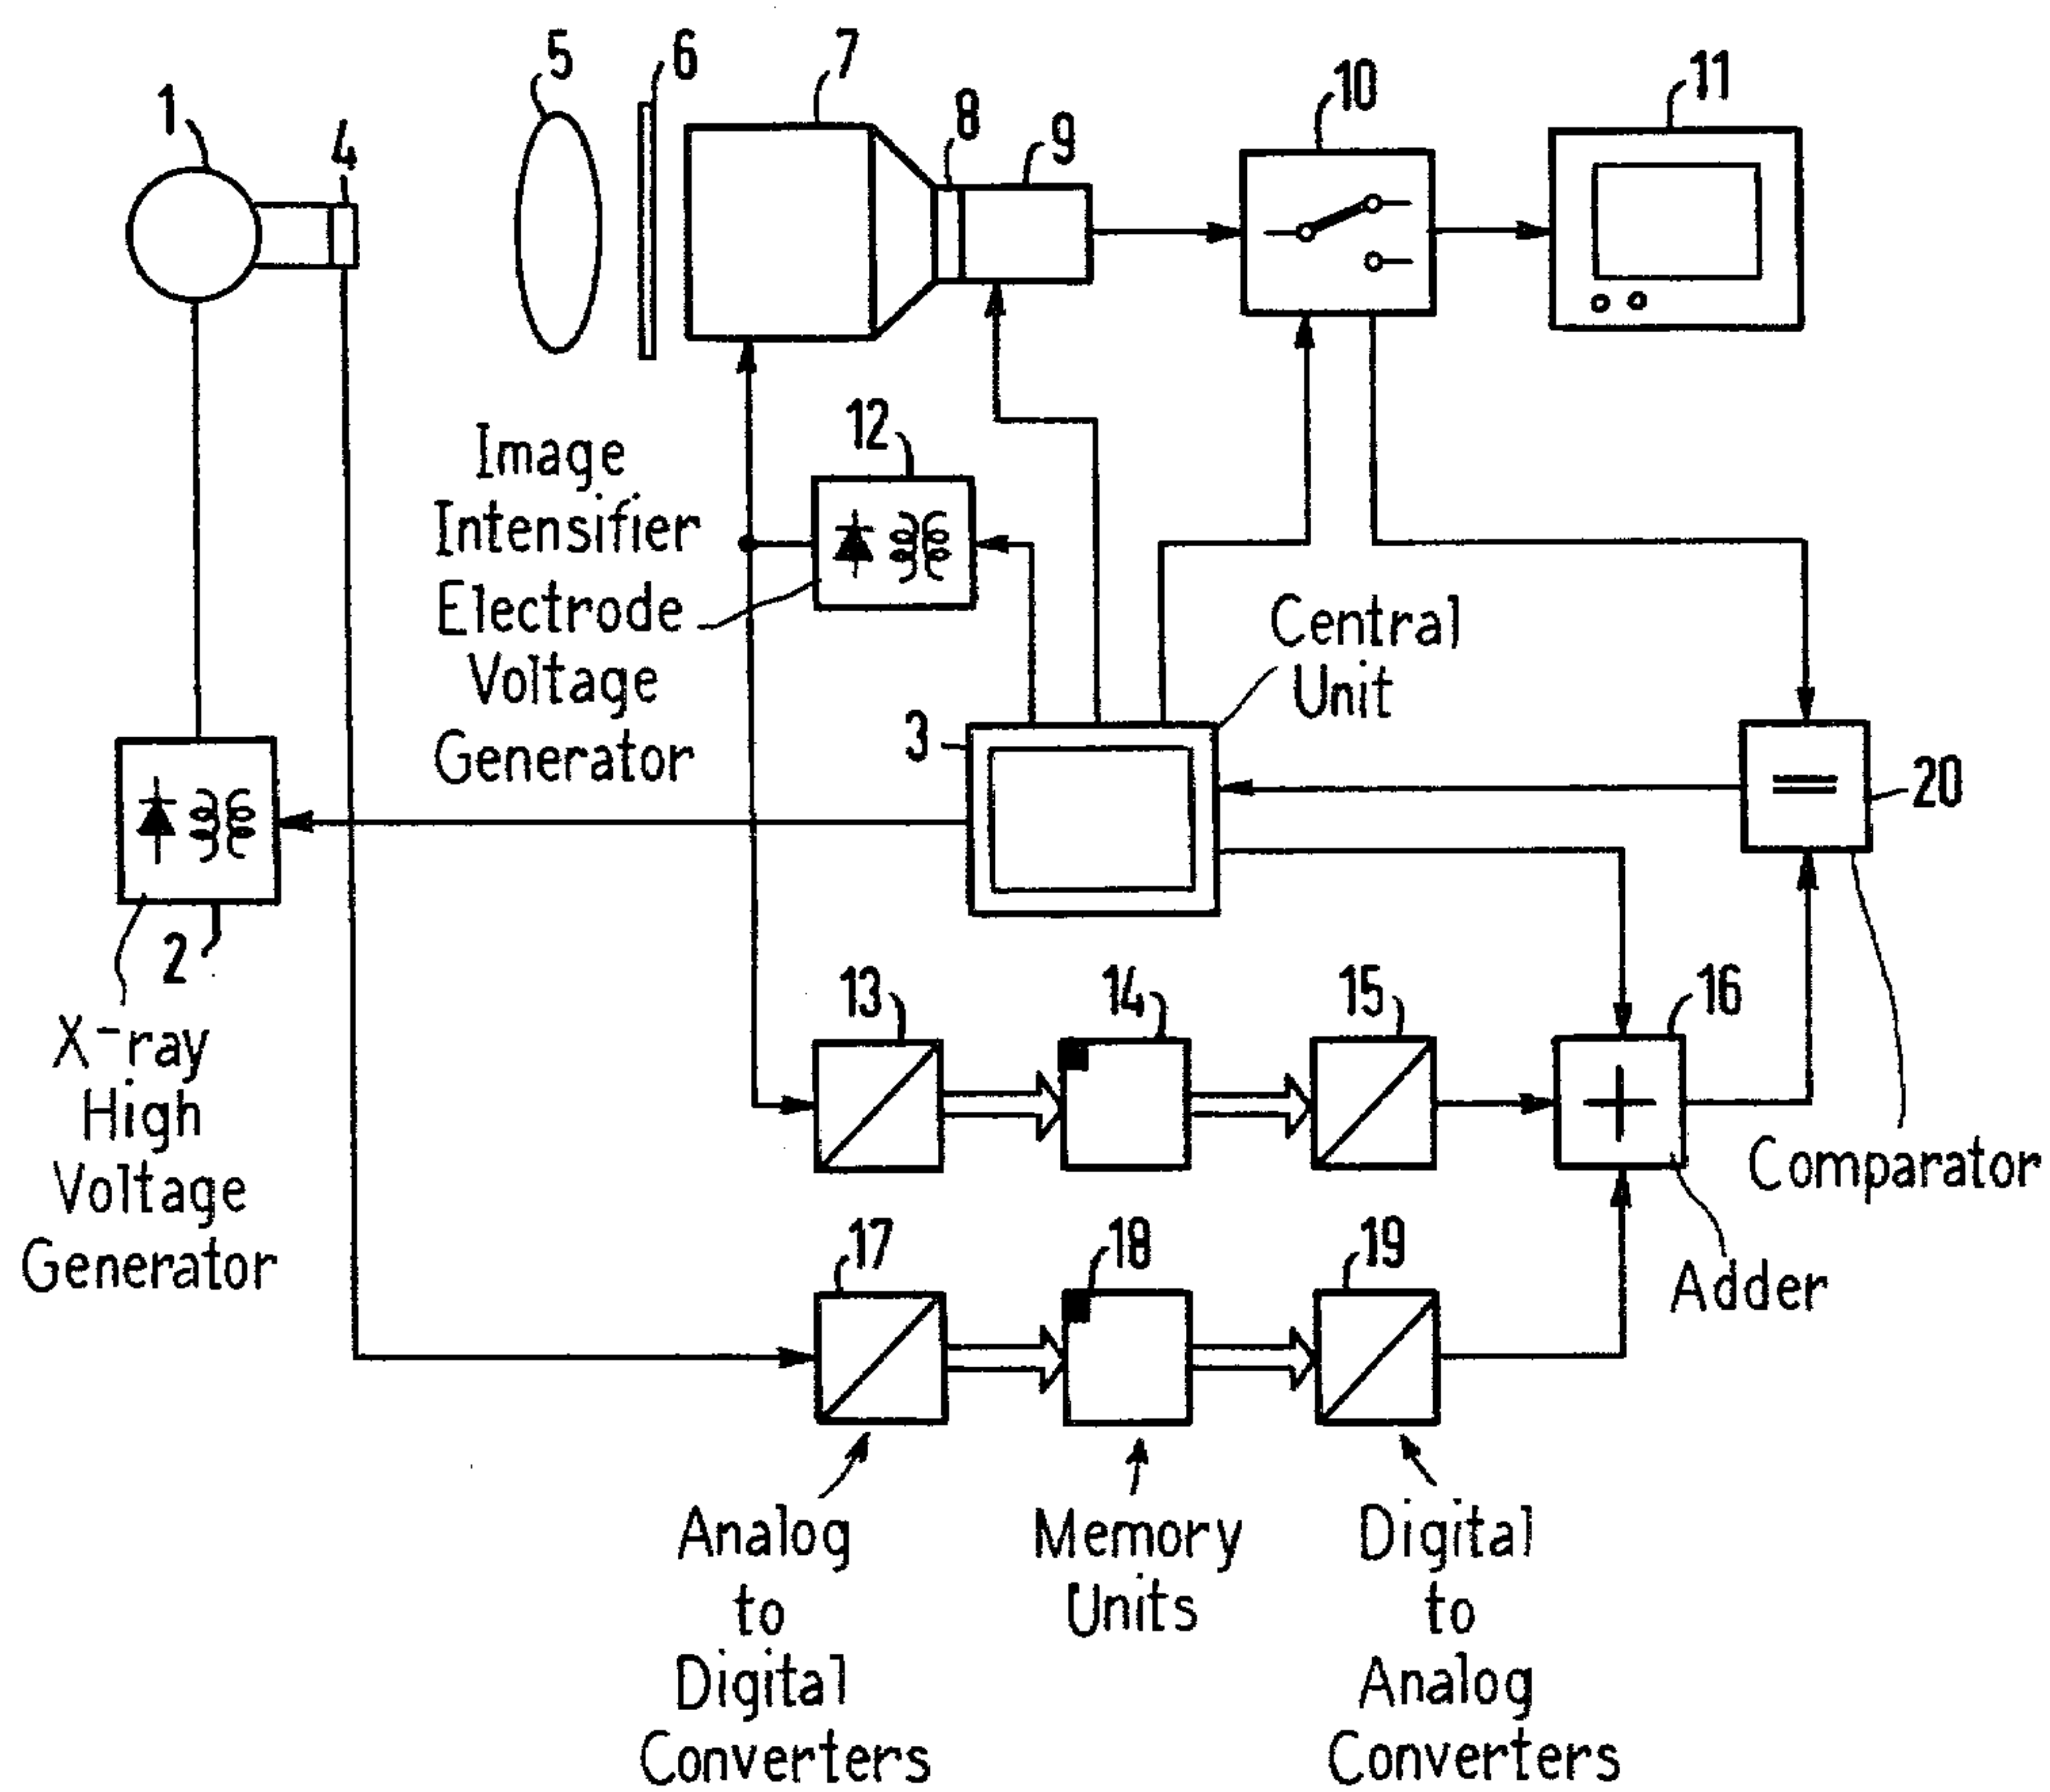 1
4
5
6
7
8
9
10
11
Image
Intensifier
Electrode
Voltage
Generator
12
Central
Unit
3
20
2
X-ray
High
Voltage
Generator
13
14
15
16
Comparator
Adder
17
18
19
Analog
to
Digital
Converters
Memory
Units
Digital
to
Analog
Converters